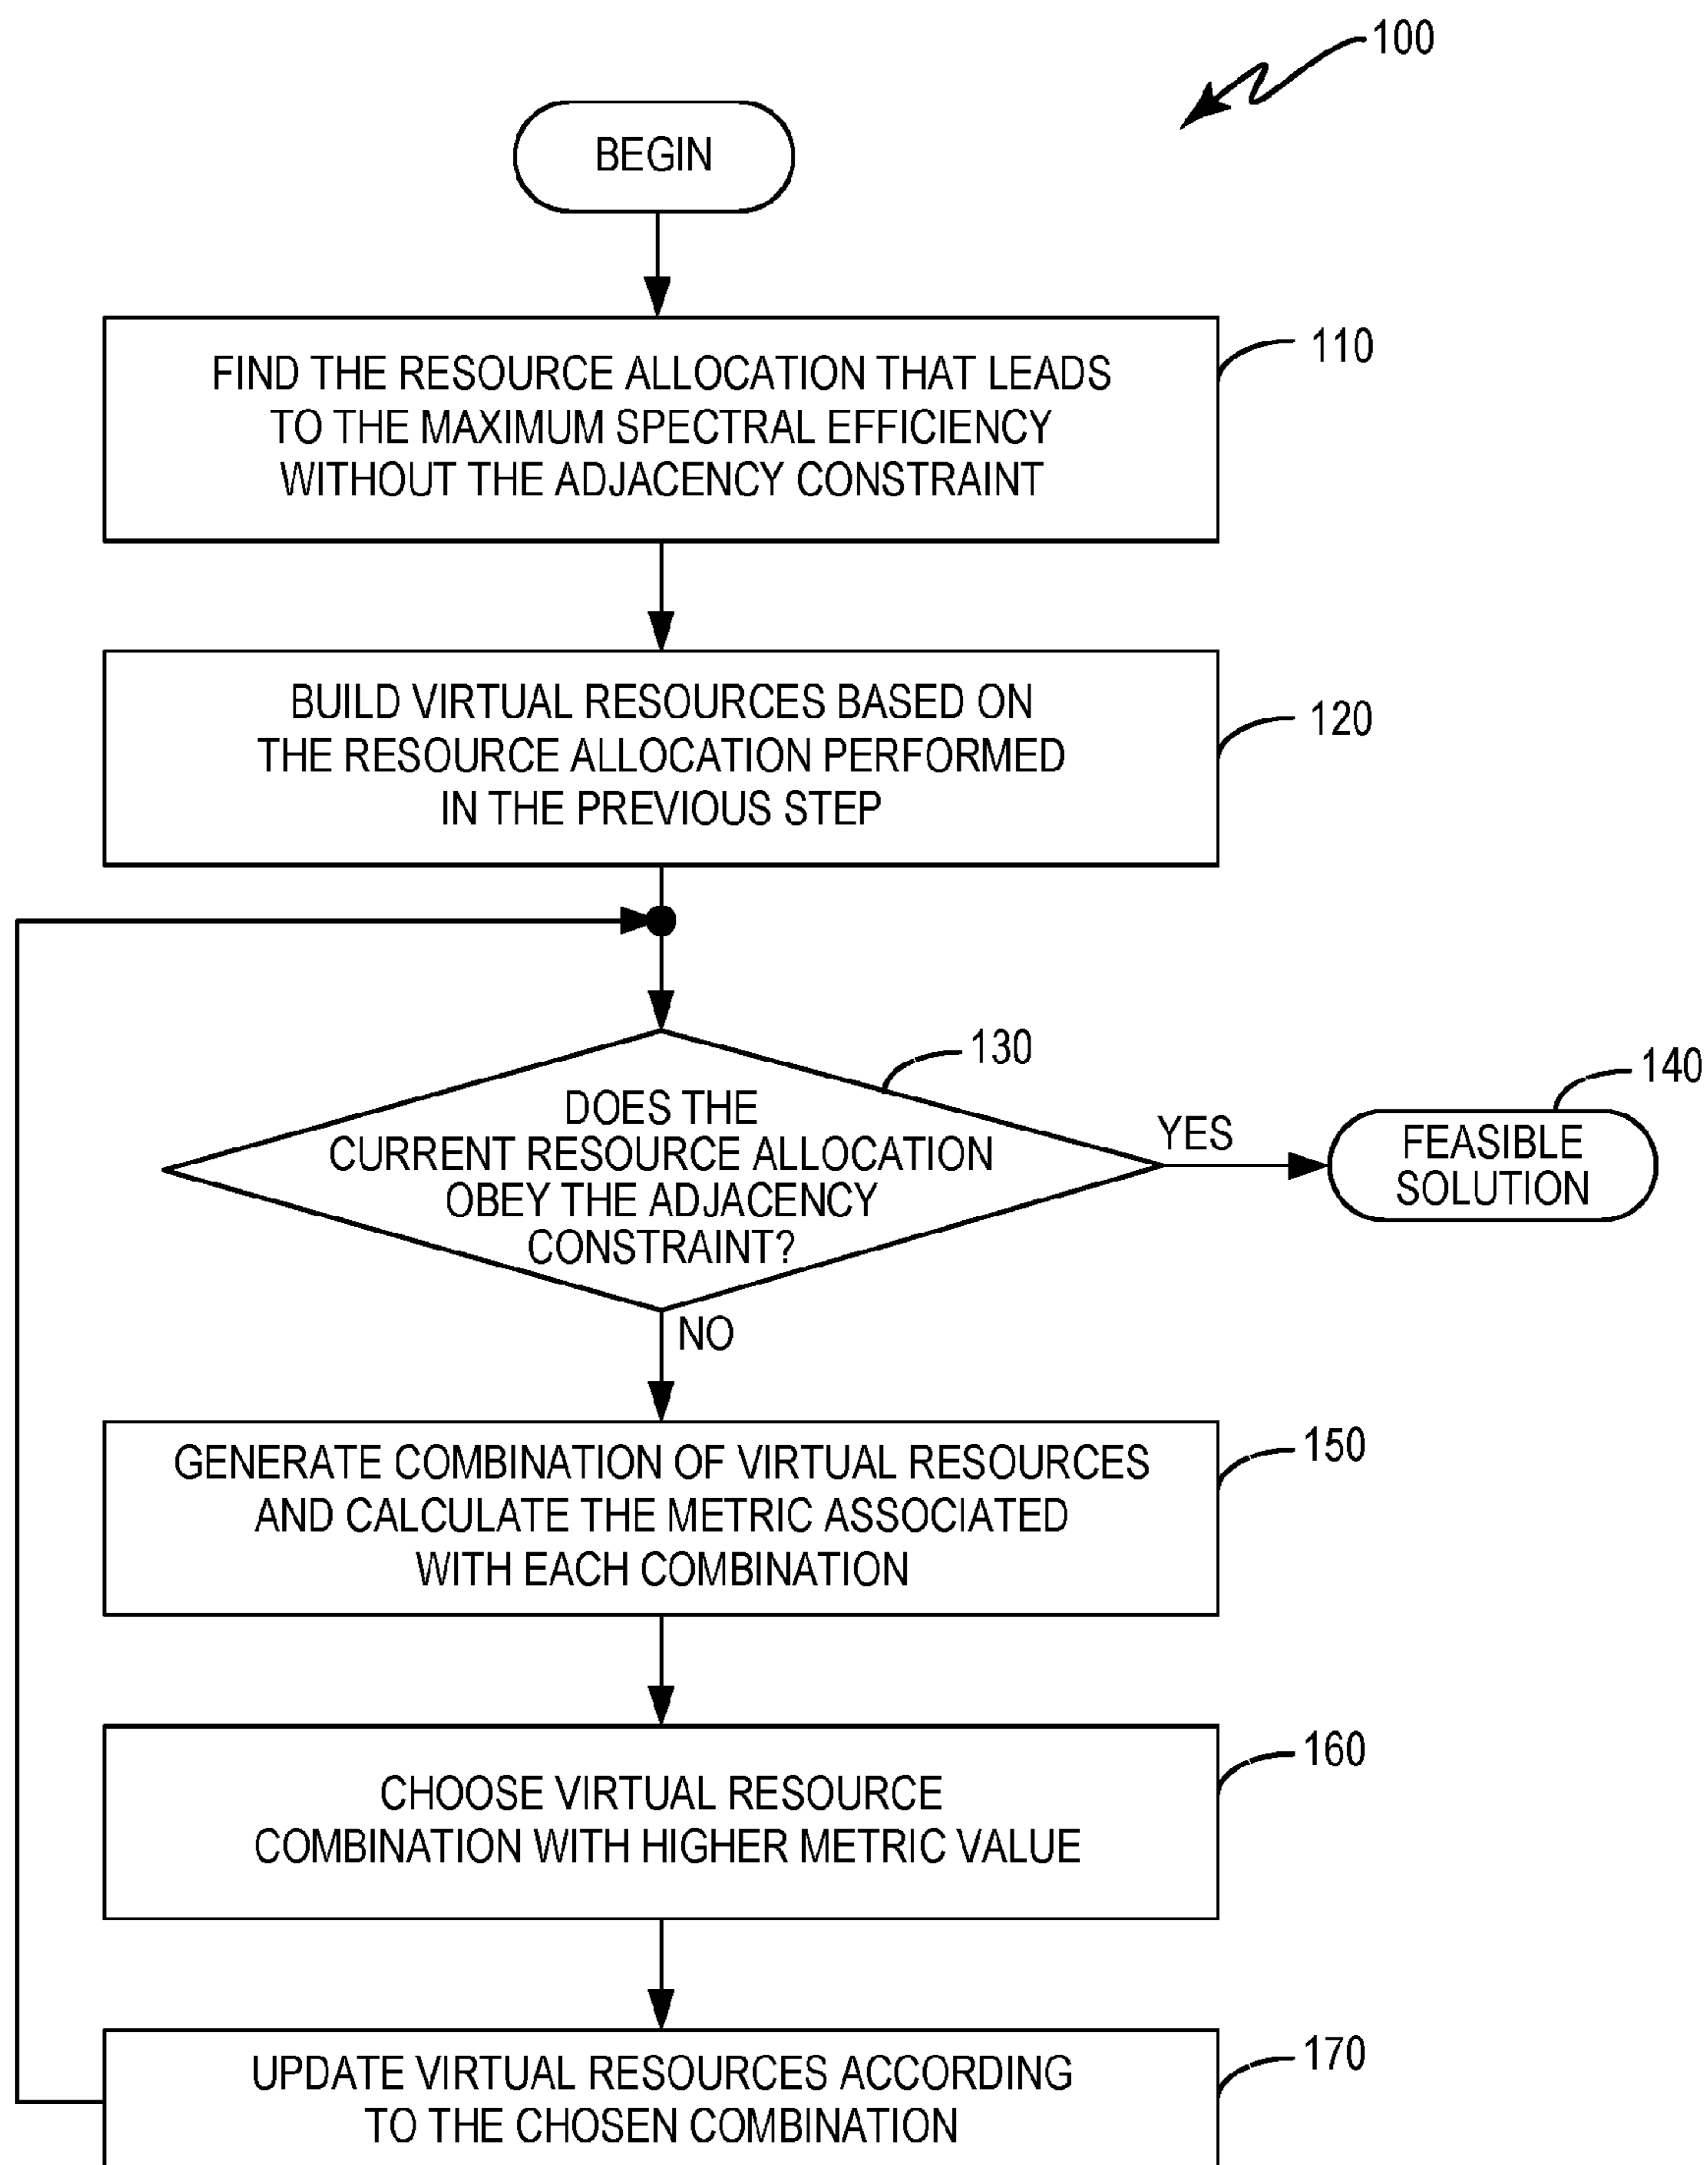 100
BEGIN
FIND THE RESOURCE ALLOCATION THAT LEADS
TO THE MAXIMUM SPECTRAL EFFICIENCY
WITHOUT THE ADJACENCY CONSTRAINT
110
BUILD VIRTUAL RESOURCES BASED ON
THE RESOURCE ALLOCATION PERFORMED
IN THE PREVIOUS STEP
120
130
DOES THE
CURRENT RESOURCE ALLOCATION
OBEY THE ADJACENCY
CONSTRAINT?
YES
140
FEASIBLE
SOLUTION
NO
GENERATE COMBINATION OF VIRTUAL RESOURCES
AND CALCULATE THE METRIC ASSOCIATED
WITH EACH COMBINATION
150
CHOOSE VIRTUAL RESOURCE
COMBINATION WITH HIGHER METRIC VALUE
160
UPDATE VIRTUAL RESOURCES ACCORDING
TO THE CHOSEN COMBINATION
170